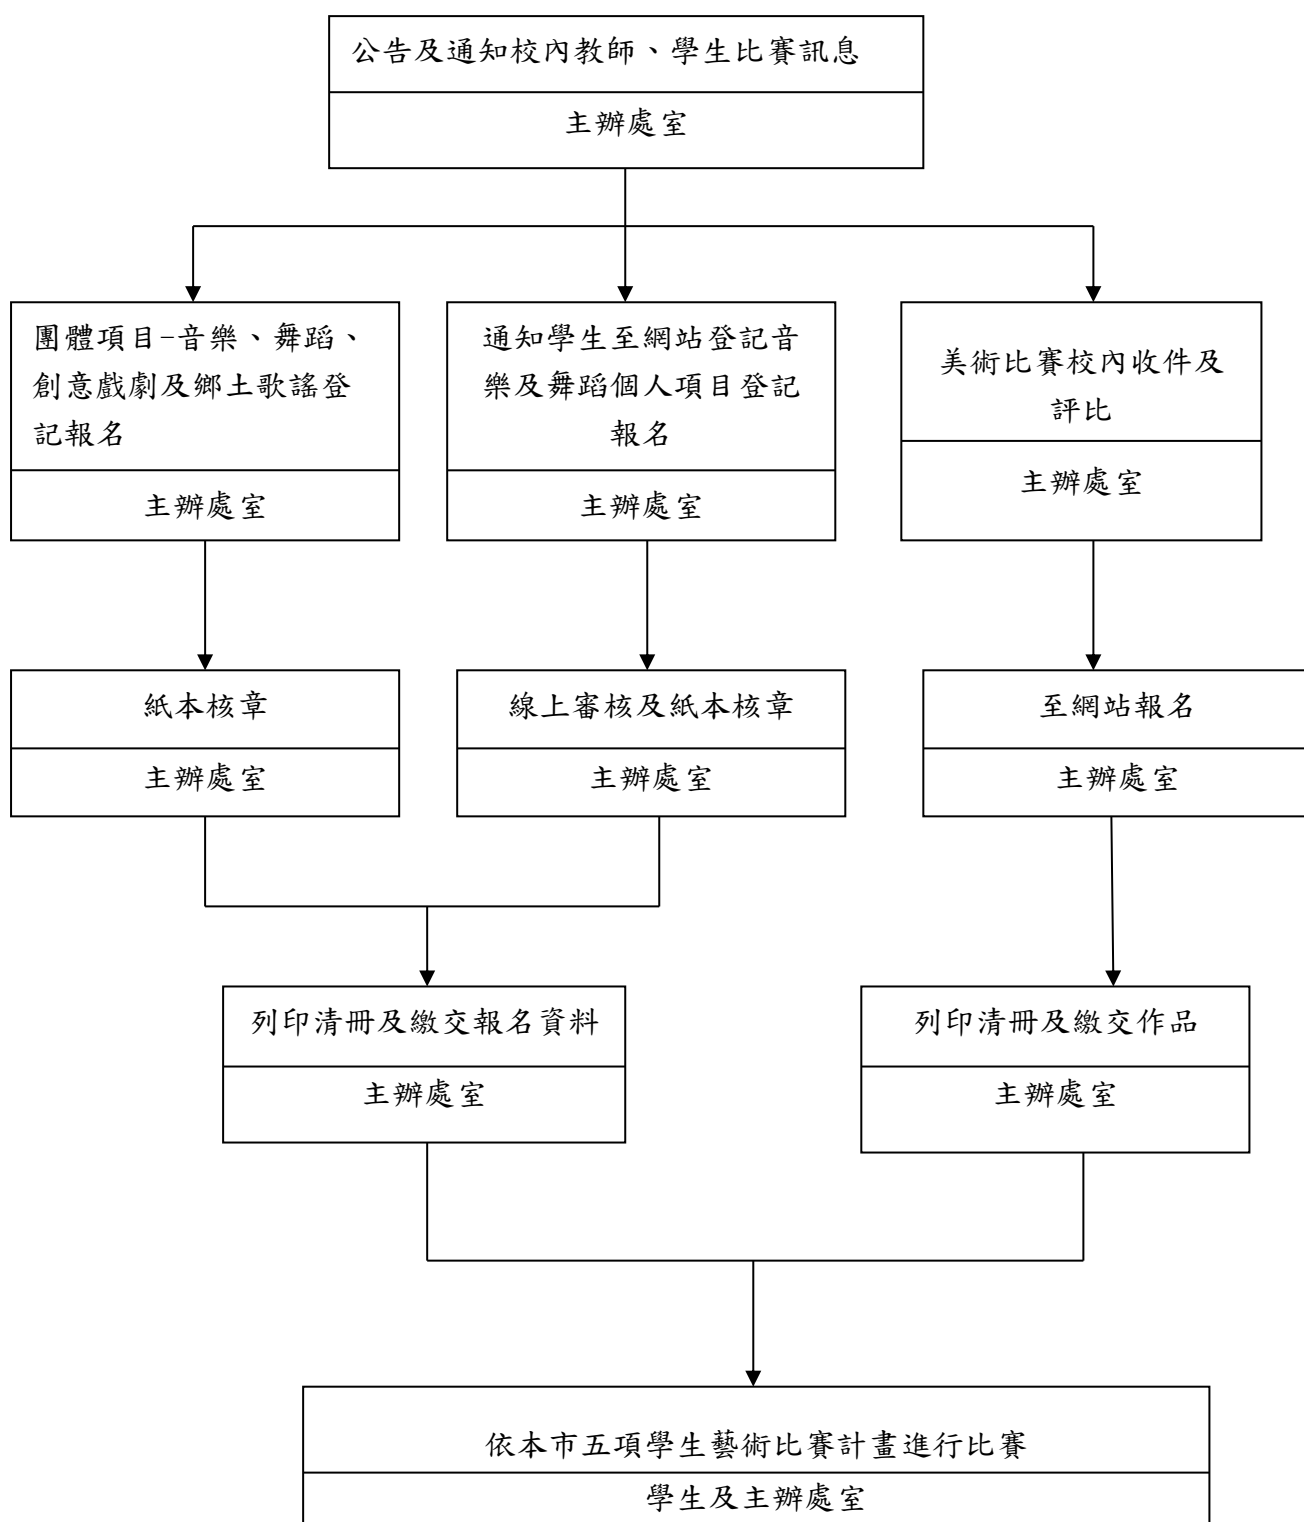 公告及通知校內教師、學生比賽訊息
主辦處室
團體項目-音樂、舞蹈、
創意戲劇及鄉土歌謠登
記報名
主辦處室
通知學生至網站登記音
樂及舞蹈個人項目登記
報名
主辦處室
美術比賽校內收件及
評比
主辦處室
紙本核章
主辦處室
線上審核及紙本核章
主辦處室
至網站報名
主辦處室
列印清冊及繳交報名資料
主辦處室
列印清冊及繳交作品
主辦處室
依本市五項學生藝術比賽計畫進行比賽
學生及主辦處室